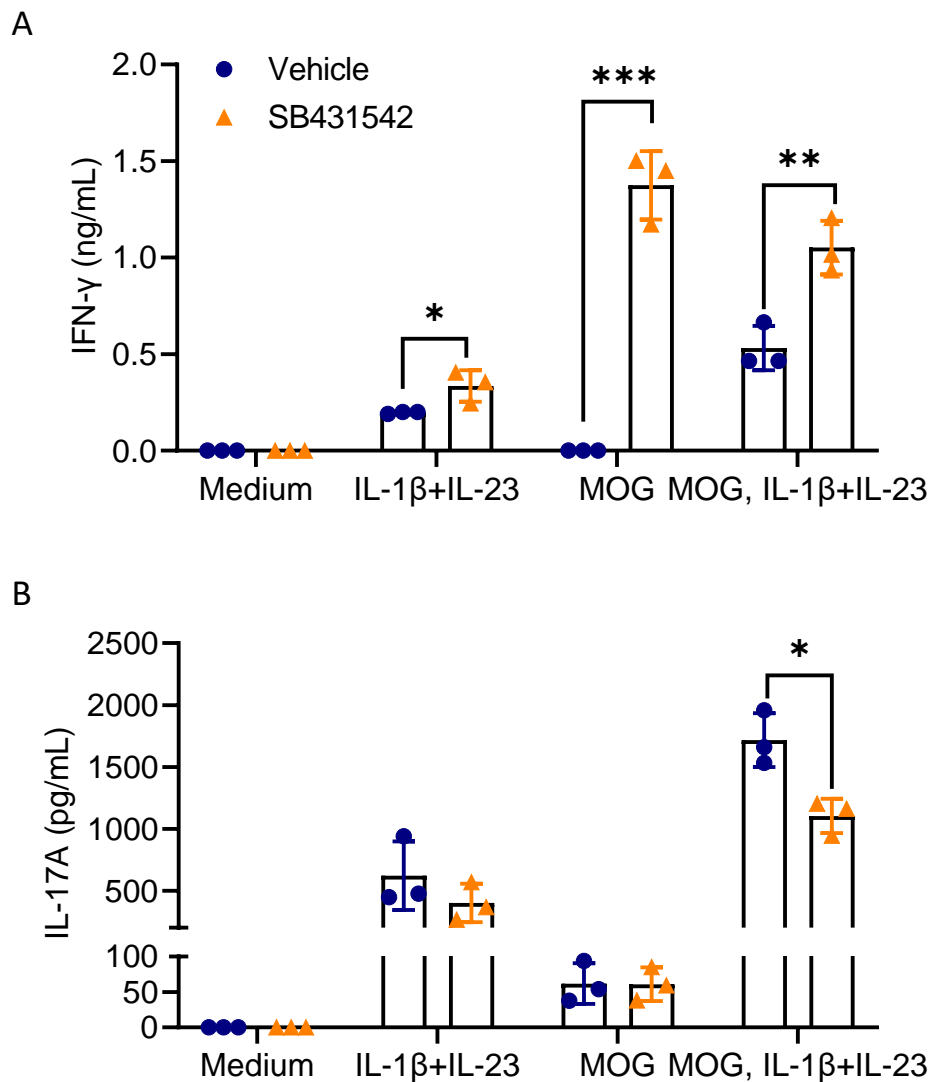 A
2.0
Vehicle
SB431542
***
1.5
**
1.0
*
0.5
0.0
IFN-γ (ng/mL)
Medium IL-1β+IL-23 MOG MOG, IL-1β+IL-23
B
2500
*
2000
1500
1000
500
100
50
0
IL-17A (pg/mL)
Medium IL-1β+IL-23 MOG MOG, IL-1β+IL-23